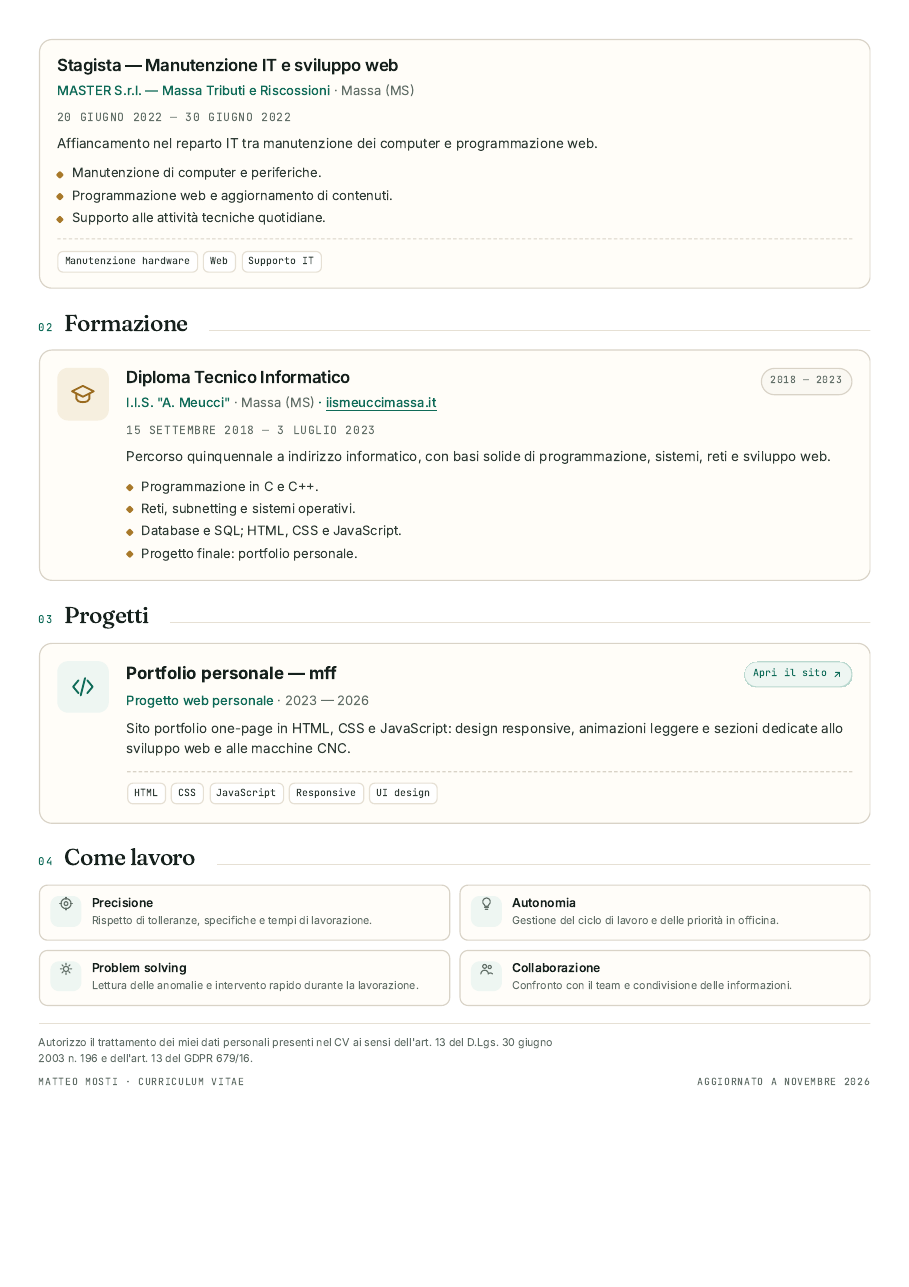 Stagista — Manutenzione IT e sviluppo web
MASTER S.r.l. — Massa Tributi e Riscossioni · Massa (MS)
20 GIUGNO 2022 — 30 GIUGNO 2022
Affiancamento nel reparto IT tra manutenzione dei computer e programmazione web.
Manutenzione di computer e periferiche.
Programmazione web e aggiornamento di contenuti.
Supporto alle attività tecniche quotidiane.
Manutenzione hardware Web Supporto IT
02 Formazione
Diploma Tecnico Informatico 2018 — 2023
I.I.S. "A. Meucci" · Massa (MS) · iismeuccimassa.it
15 SETTEMBRE 2018 — 3 LUGLIO 2023
Percorso quinquennale a indirizzo informatico, con basi solide di programmazione, sistemi, reti e sviluppo web.
Programmazione in C e C++.
Reti, subnetting e sistemi operativi.
Database e SQL; HTML, CSS e JavaScript.
Progetto finale: portfolio personale.
03 Progetti
Portfolio personale — mff Apri il sito ↗
Progetto web personale · 2023 — 2026
Sito portfolio one-page in HTML, CSS e JavaScript: design responsive, animazioni leggere e sezioni dedicate allo
sviluppo web e alle macchine CNC.
HTML CSS JavaScript Responsive UI design
04 Come lavoro
Precisione
Rispetto di tolleranze, specifiche e tempi di lavorazione.
Autonomia
Gestione del ciclo di lavoro e delle priorità in officina.
Problem solving
Lettura delle anomalie e intervento rapido durante la lavorazione.
Collaborazione
Confronto con il team e condivisione delle informazioni.
Autorizzo il trattamento dei miei dati personali presenti nel CV ai sensi dell'art. 13 del D.Lgs. 30 giugno
2003 n. 196 e dell'art. 13 del GDPR 679/16.
MATTEO MOSTI · CURRICULUM VITAE AGGIORNATO A NOVEMBRE 2026